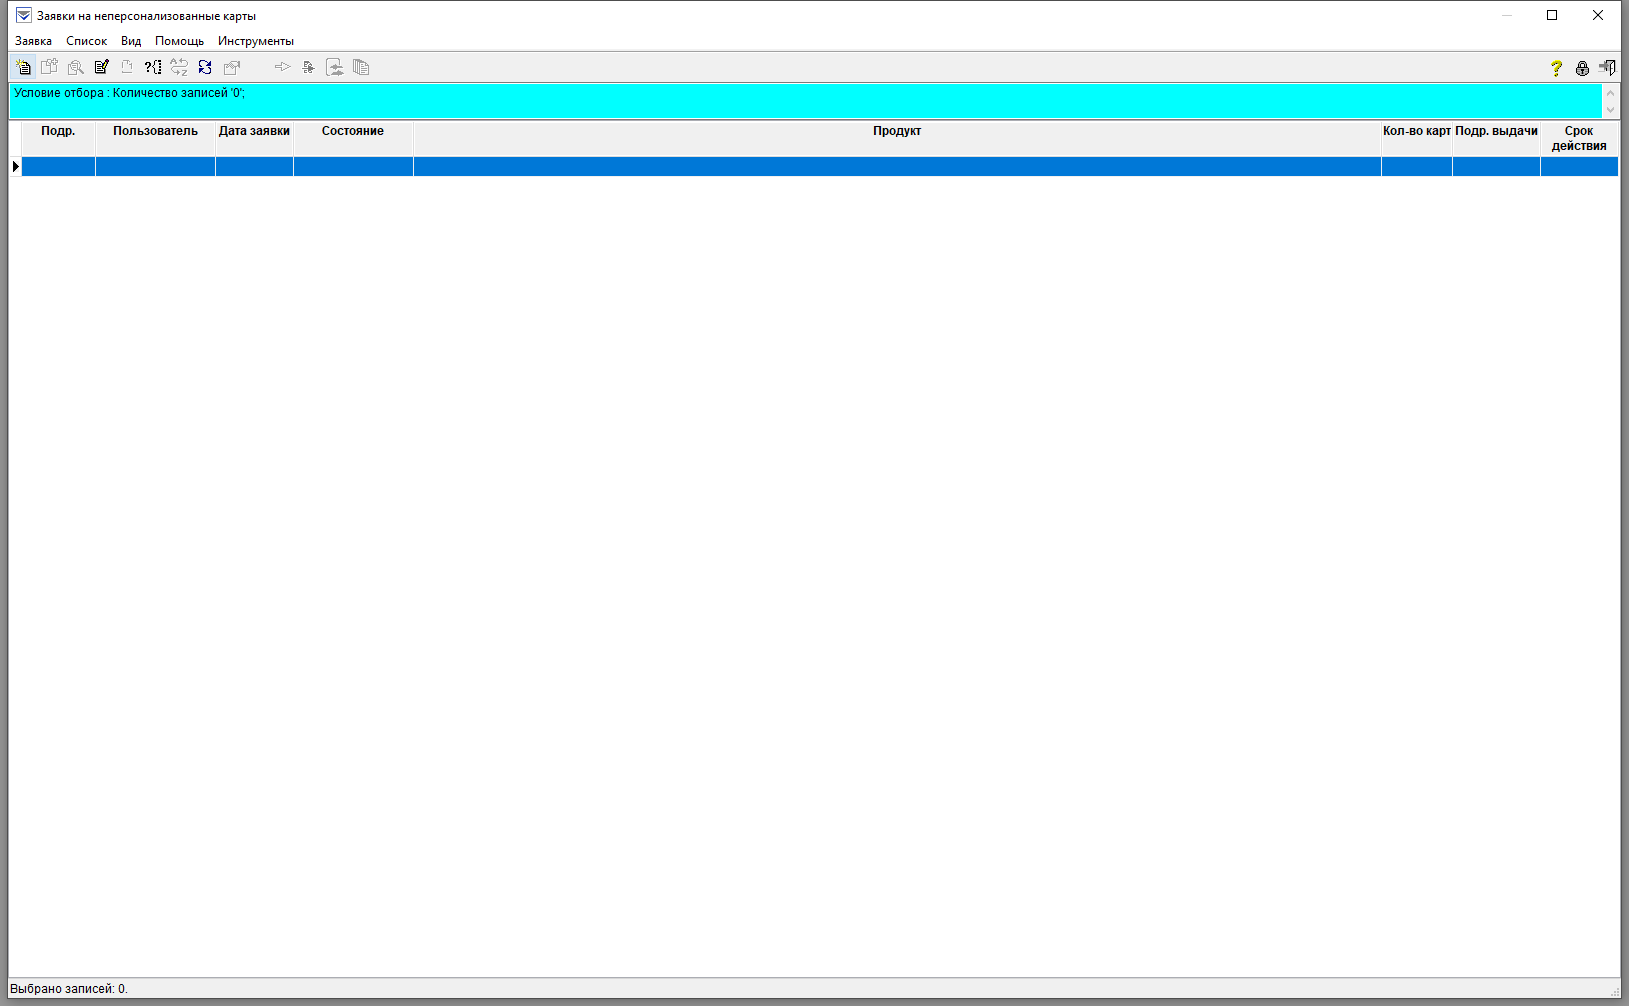 Заявки на неперсонализованные карты
Заявка Список Вид Помощь Инструменты
Условие отбора : Количество записей '0';
Подр. Пользователь Дата заявки Состояние Продукт Кол-во карт Подр. выдачи Срок действия
Выбрано записей: 0.